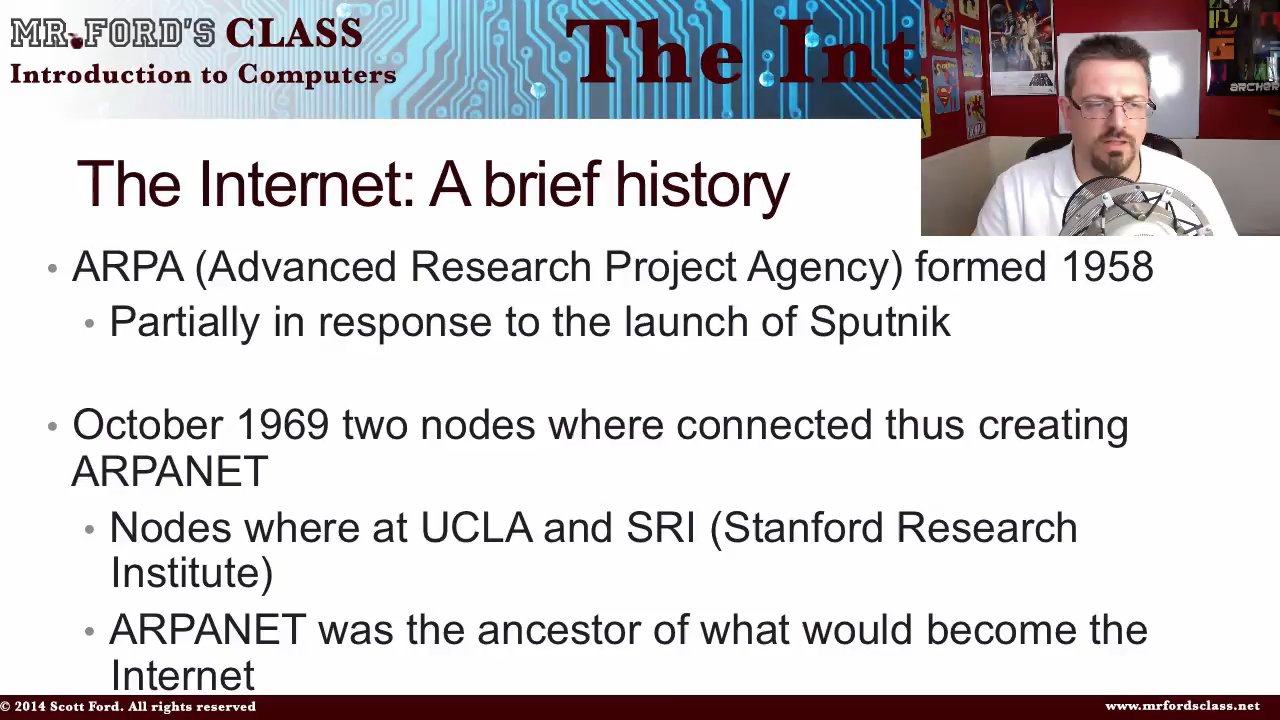 MR. FORD'S CLASS
Introduction to Computers
The Int
ARCHER
The Internet: A brief history
• ARPA (Advanced Research Project Agency) formed 1958
• Partially in response to the launch of Sputnik
• October 1969 two nodes where connected thus creating
ARPANET
• Nodes where at UCLA and SRI (Stanford Research
Institute)
• ARPANET was the ancestor of what would become the
Internet
© 2014 Scott Ford. All rights reserved
www.mrfordsclass.net